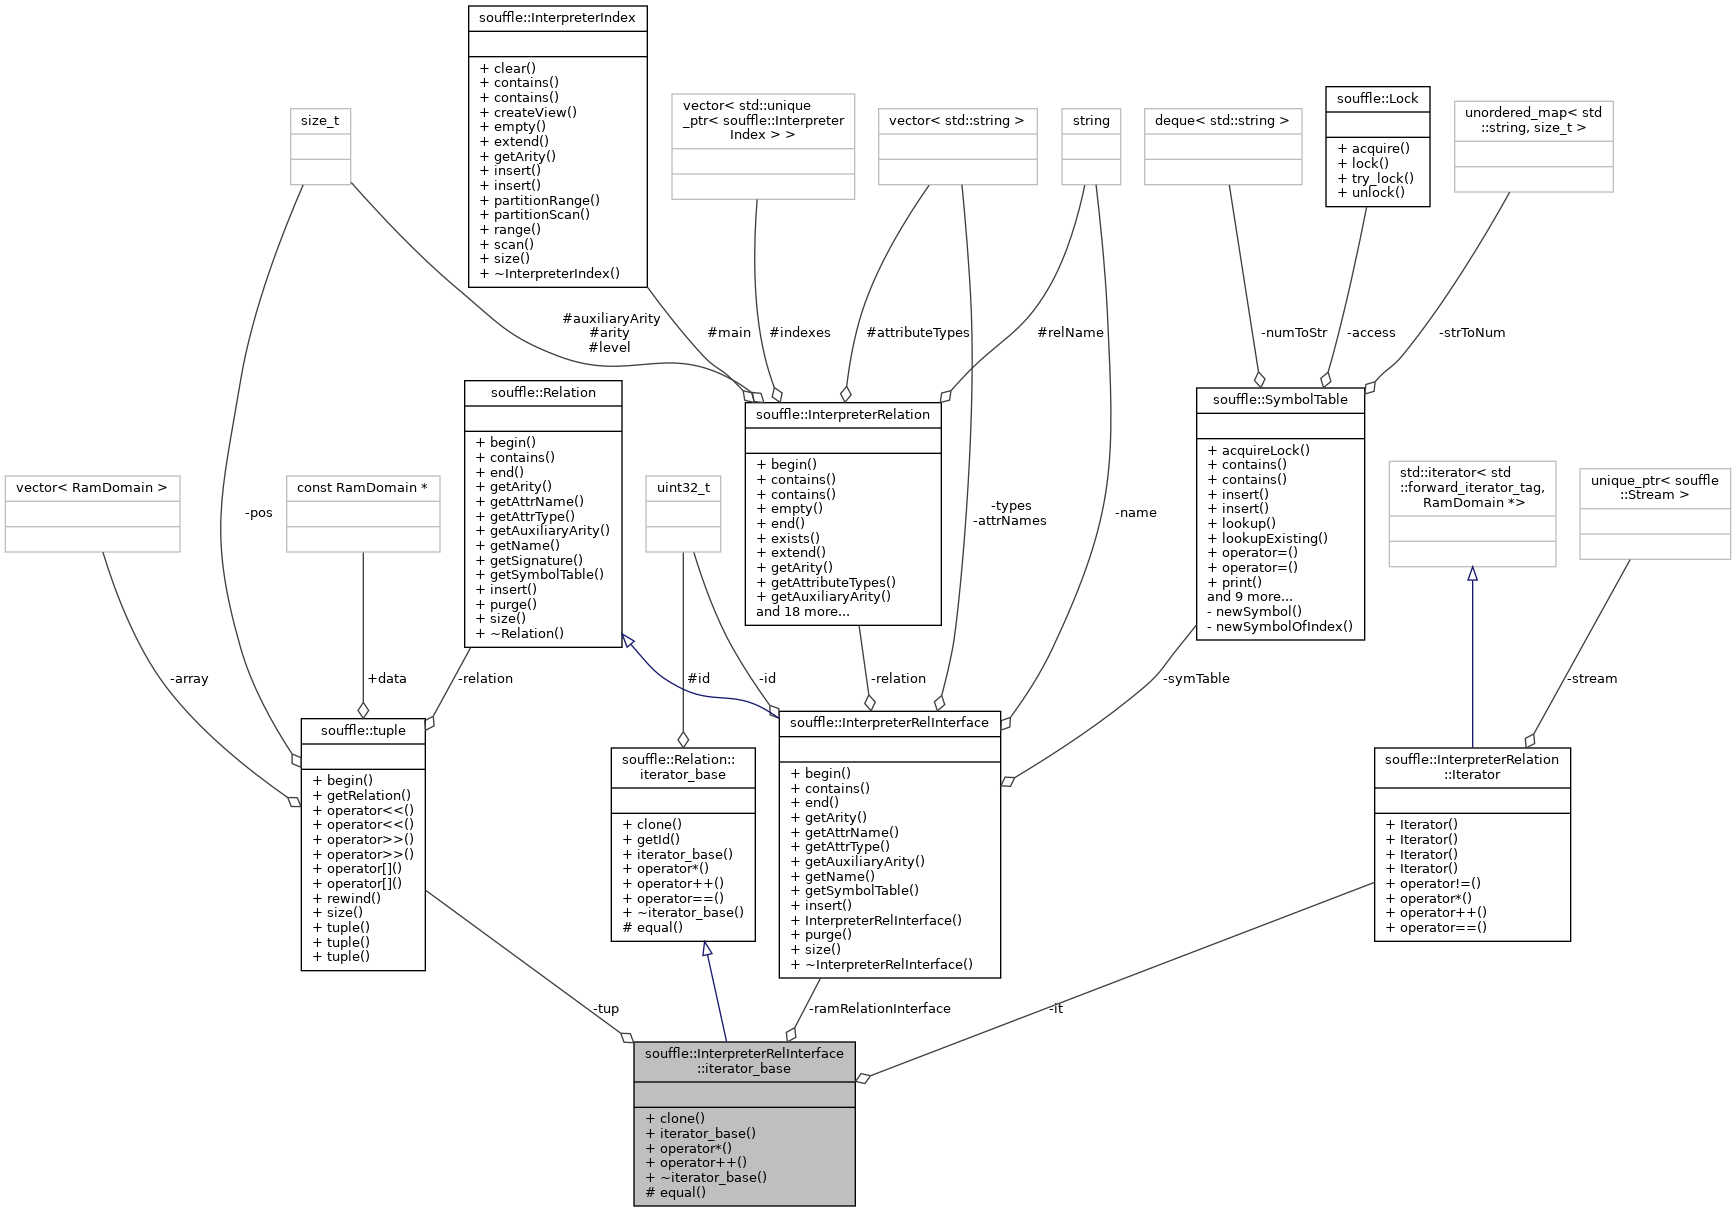 souffle::InterpreterIndex
+ clear()
+ contains()
+ contains()
+ createView()
+ empty()
+ extend()
+ getArity()
+ insert()
+ insert()
+ partitionRange()
+ partitionScan()
+ range()
+ scan()
+ size()
+ ~InterpreterIndex()
size_t
vector< std::unique
_ptr< souffle::Interpreter
Index > >
vector< std::string >
string
deque< std::string >
souffle::Lock
+ acquire()
+ lock()
+ try_lock()
+ unlock()
unordered_map< std
::string, size_t >
#auxiliaryArity
#arity
#level
#main
#indexes
#attributeTypes
#relName
-numToStr
-access
-strToNum
souffle::Relation
+ begin()
+ contains()
+ end()
+ getArity()
+ getAttrName()
+ getAttrType()
+ getAuxiliaryArity()
+ getName()
+ getSignature()
+ getSymbolTable()
+ insert()
+ purge()
+ size()
+ ~Relation()
souffle::InterpreterRelation
+ begin()
+ contains()
+ contains()
+ empty()
+ end()
+ exists()
+ extend()
+ getArity()
+ getAttributeTypes()
+ getAuxiliaryArity()
and 18 more...
souffle::SymbolTable
+ acquireLock()
+ contains()
+ contains()
+ insert()
+ insert()
+ lookup()
+ lookupExisting()
+ operator=()
+ operator=()
+ print()
and 9 more...
- newSymbol()
- newSymbolOfIndex()
vector< RamDomain >
const RamDomain *
uint32_t
std::iterator< std
::forward_iterator_tag,
RamDomain *>
unique_ptr< souffle
::Stream >
-pos
-types
-attrNames
-name
-array
+data
-relation
#id
-id
-relation
-symTable
-stream
souffle::tuple
+ begin()
+ getRelation()
+ operator<<()
+ operator<<()
+ operator>>()
+ operator>>()
+ operator[]()
+ operator[]()
+ rewind()
+ size()
+ tuple()
+ tuple()
+ tuple()
souffle::Relation::
iterator_base
+ clone()
+ getId()
+ iterator_base()
+ operator*()
+ operator++()
+ operator==()
+ ~iterator_base()
# equal()
souffle::InterpreterRelInterface
+ begin()
+ contains()
+ end()
+ getArity()
+ getAttrName()
+ getAttrType()
+ getAuxiliaryArity()
+ getName()
+ getSymbolTable()
+ insert()
+ InterpreterRelInterface()
+ purge()
+ size()
+ ~InterpreterRelInterface()
souffle::InterpreterRelation
::Iterator
+ Iterator()
+ Iterator()
+ Iterator()
+ Iterator()
+ operator!=()
+ operator*()
+ operator++()
+ operator==()
-tup
-ramRelationInterface
-it
souffle::InterpreterRelInterface
::iterator_base
+ clone()
+ iterator_base()
+ operator*()
+ operator++()
+ ~iterator_base()
# equal()